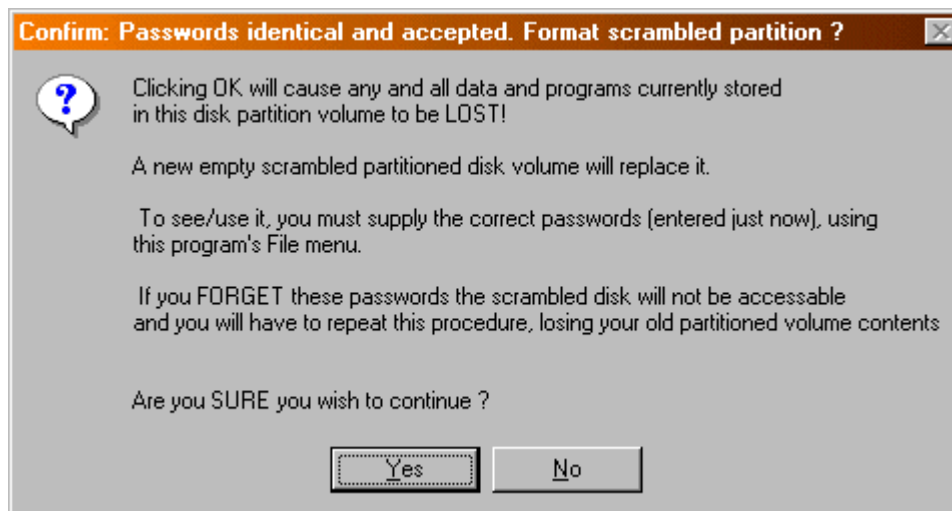 Confirm: Passwords identical and accepted. Format scrambled partition ?
Clicking OK will cause any and all data and programs currently stored
in this disk partition volume to be LOST!
A new empty scrambled partitioned disk volume will replace it.
To see/use it, you must supply the correct passwords (entered just now), using
this program's File menu.
If you FORGET these passwords the scrambled disk will not be accessable
and you will have to repeat this procedure, losing your old partitioned volume contents
Are you SURE you wish to continue ?
Yes
No